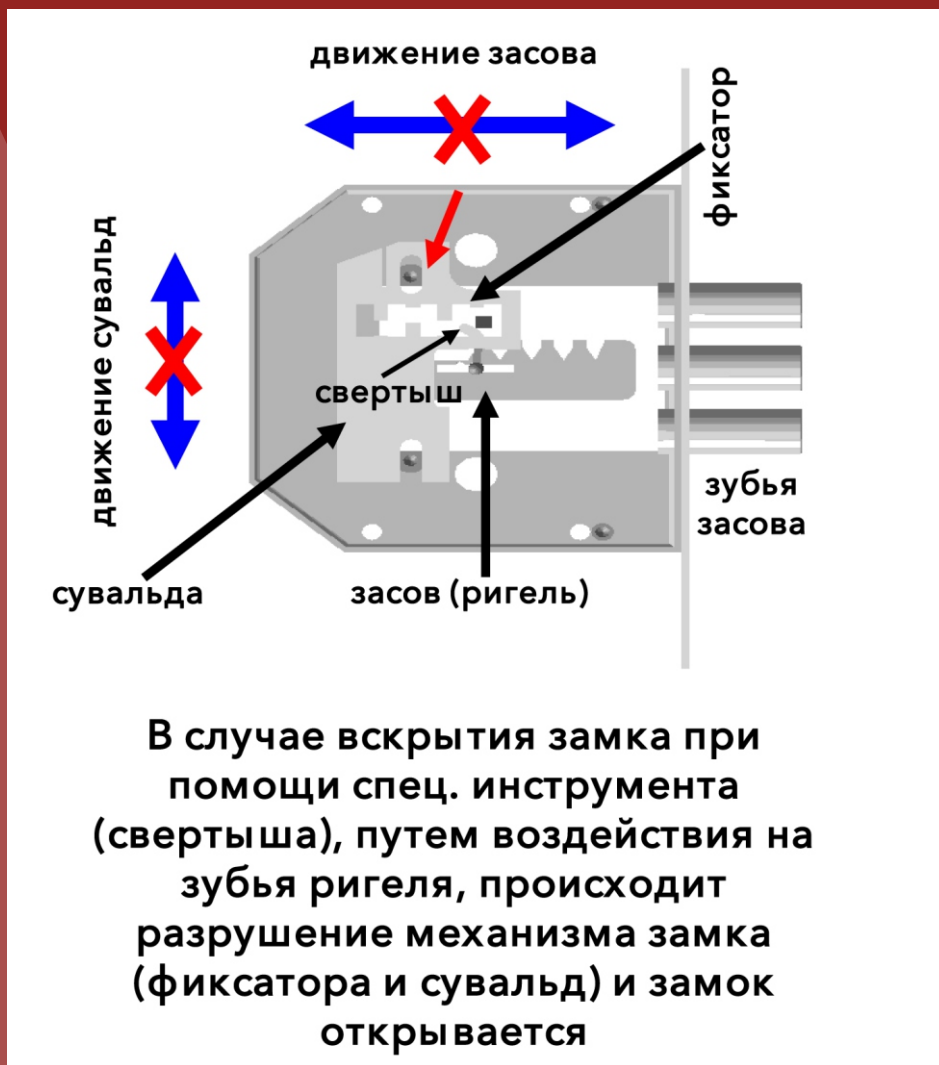 движение засова
фиксатор
движение сувальд
свертыш
зубья
засова
сувальда
засов (ригель)
В случае вскрытия замка при
помощи спец. инструмента
(свертыша), путем воздействия на
зубья ригеля, происходит
разрушение механизма замка
(фиксатора и сувальд) и замок
открывается